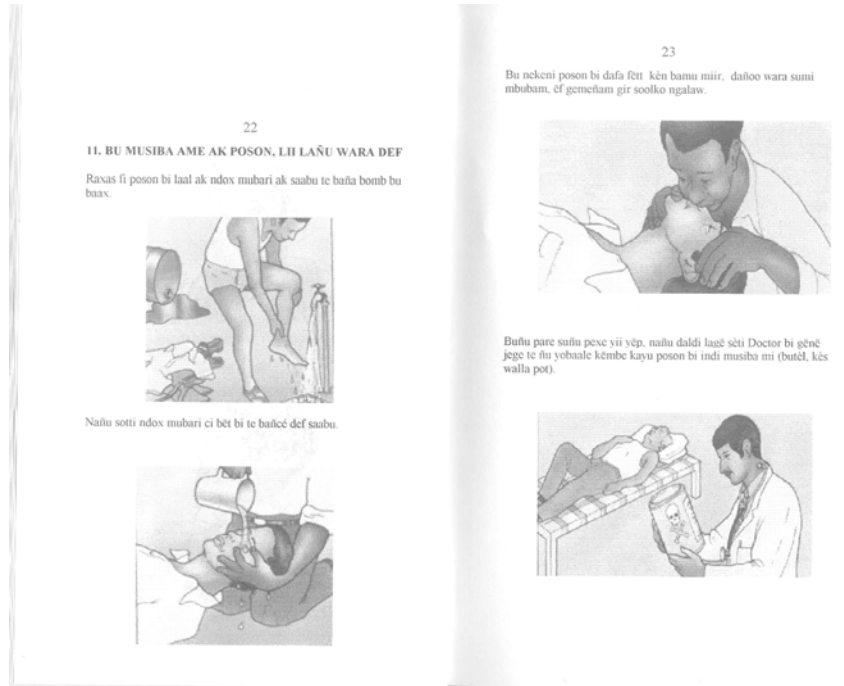 22
11. BU MUSIBA AME AK POSON, LII LAÑU WARA DEF
Raxas fi poson bi laal ak ndox mubari ak saabu te baña bomb bu
baax.
Nañu sotti ndox mubari ci bët bi te bañcé def saabu.
23
Bu nekeni poson bi dafa fëtt kèn bamu miir, dañoo wara sumi
mbubam, ëf gemeñam gir soolko ngalaw.
Buñu pare suñu pexe yii yëp, nañu daldi lagë sèti Doctor bi gënë
jege te ñu yobaale këmbe kayu poson bi indi musiba mi (butèl, kès
walla pot).